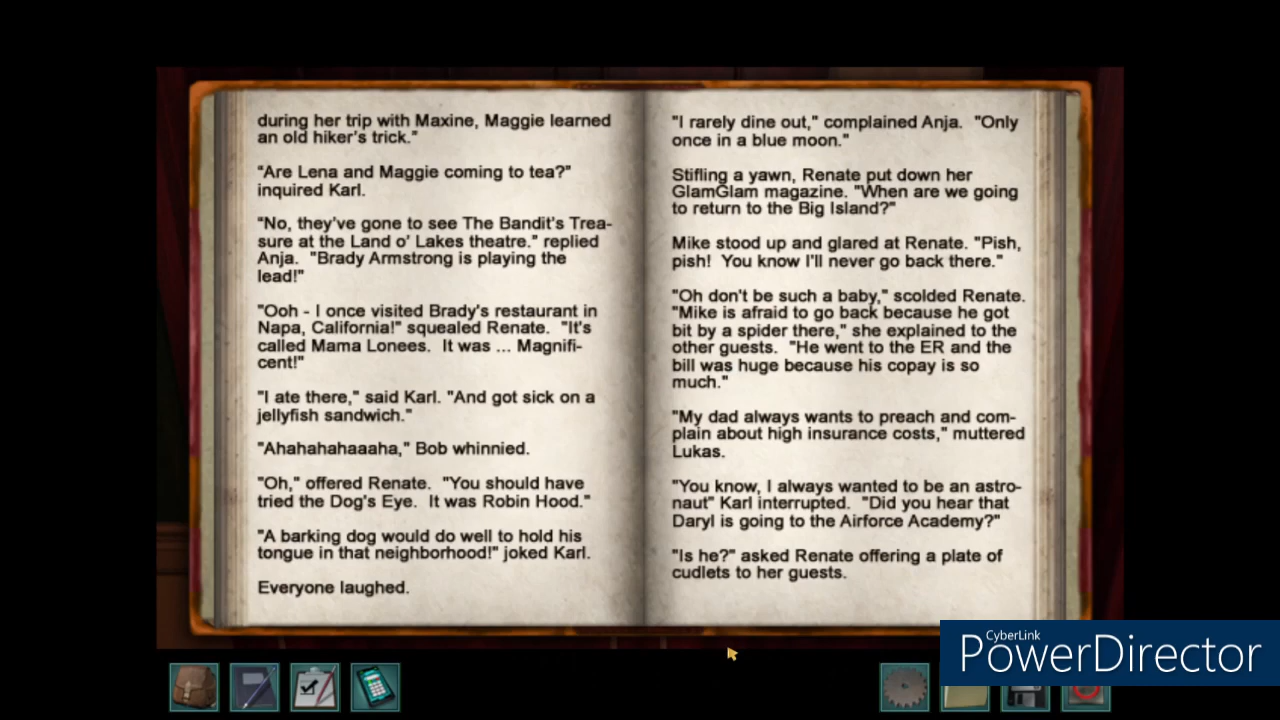 during her trip with Maxine, Maggie learned
an old hiker's trick."
"Are Lena and Maggie coming to tea?"
inquired Karl.
"No, they've gone to see The Bandit's Trea-
sure at the Land o' Lakes theatre." replied
Anja.  "Brady Armstrong is playing the
lead!"
"Ooh - I once visited Brady's restaurant in
Napa, California!" squealed Renate.  "It's
called Mama Lonees.  It was ... Magnifi-
cent!"
"I ate there," said Karl. "And got sick on a
jellyfish sandwich."
"Ahahahahaaaha," Bob whinnied.
"Oh," offered Renate.  "You should have
tried the Dog's Eye.  It was Robin Hood."
"A barking dog would do well to hold his
tongue in that neighborhood!" joked Karl.
Everyone laughed.
"I rarely dine out," complained Anja.  "Only
once in a blue moon."
Stifling a yawn, Renate put down her
GlamGlam magazine. "When are we going
to return to the Big Island?"
Mike stood up and glared at Renate. "Pish,
pish!  You know I'll never go back there."
"Oh don't be such a baby," scolded Renate.
"Mike is afraid to go back because he got
bit by a spider there," she explained to the
other guests.  "He went to the ER and the
bill was huge because his copay is so
much."
"My dad always wants to preach and com-
plain about high insurance costs," muttered
Lukas.
"You know, I always wanted to be an astro-
naut" Karl interrupted.  "Did you hear that
Daryl is going to the Airforce Academy?"
"Is he?" asked Renate offering a plate of
cudlets to her guests.
CyberLink
PowerDirector